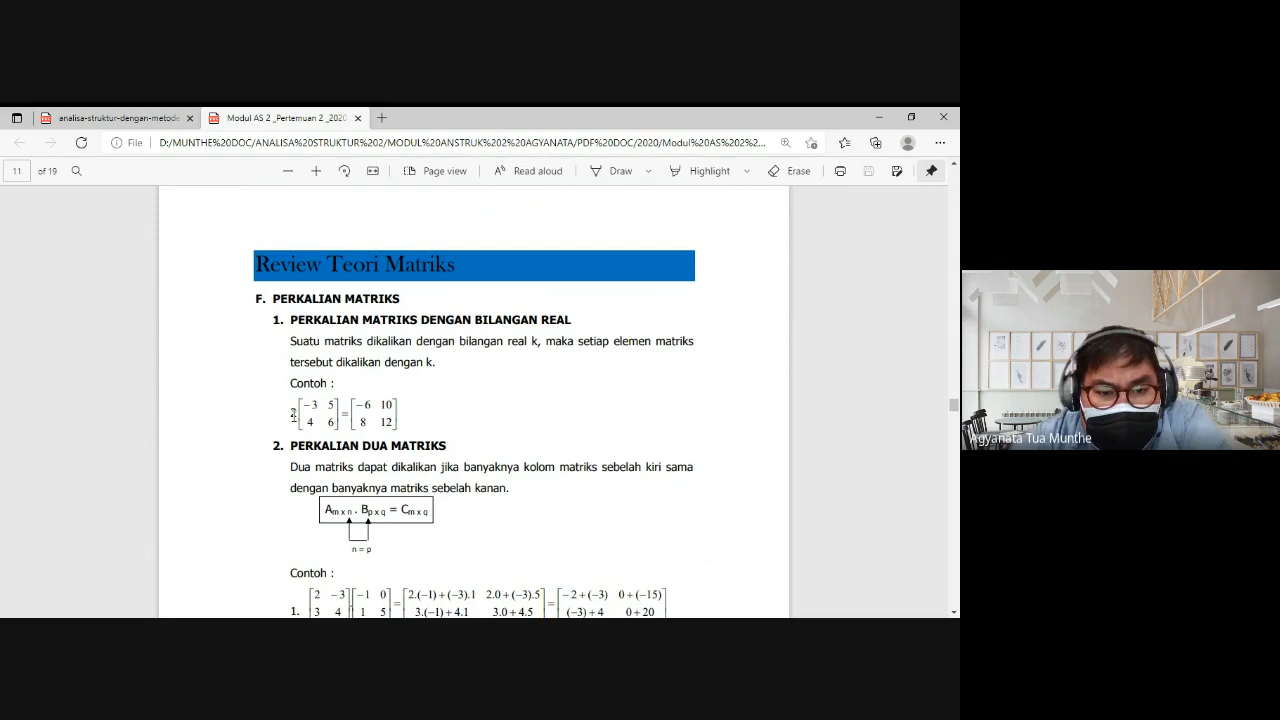 analisa-struktur-dengan-metode
Modul AS 2 _Pertemuan 2 _2020
File D:/MUNTHE%20DOC/ANALISA%20STRUKTUR%202/MODUL%20ANSTRUK%202%20AGYANATA/PDF%20DOC/2020/Modul%20AS%202%2...
11 of 19 Page view Read aloud Draw Highlight Erase
Review Teori Matriks
F. PERKALIAN MATRIKS
1. PERKALIAN MATRIKS DENGAN BILANGAN REAL
Suatu matriks dikalikan dengan bilangan real k, maka setiap elemen matriks
tersebut dikalikan dengan k.
Contoh :
2 [−3 5] = [−6 10]
[4 6] [8 12]
2. PERKALIAN DUA MATRIKS
Dua matriks dapat dikalikan jika banyaknya kolom matriks sebelah kiri sama
dengan banyaknya matriks sebelah kanan.
Am x n . Bp x q = Cm x q
n = p
Contoh :
1. [2 −3] [−1 0] = [2.(−1)+(−3).1 2.0+(−3).5] = [−2+(−3) 0+(−15)]
[3 4] [1 5] [3.(−1)+4.1 3.0+4.5] [(−3)+4 0+20]
Agyanata Tua Munthe